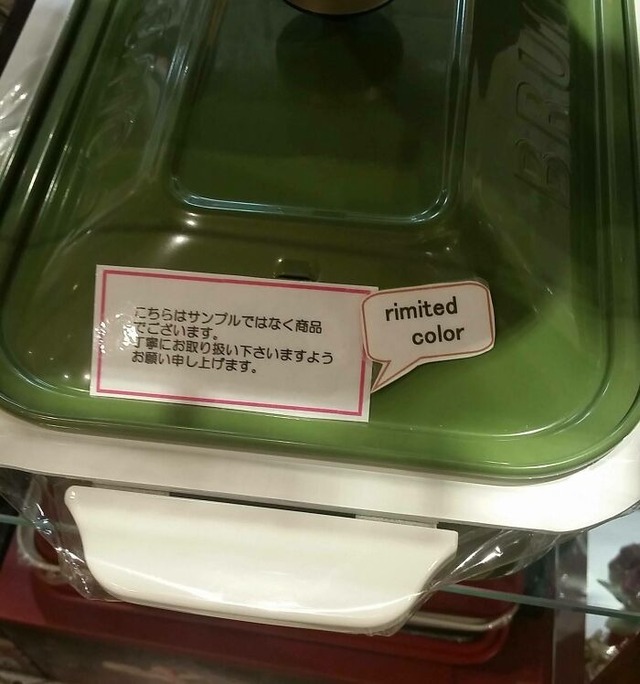 BRU
こちらはサンプルではなく商品
でございます。
丁寧にお取り扱い下さいますよう
お願い申し上げます。
rimited
color